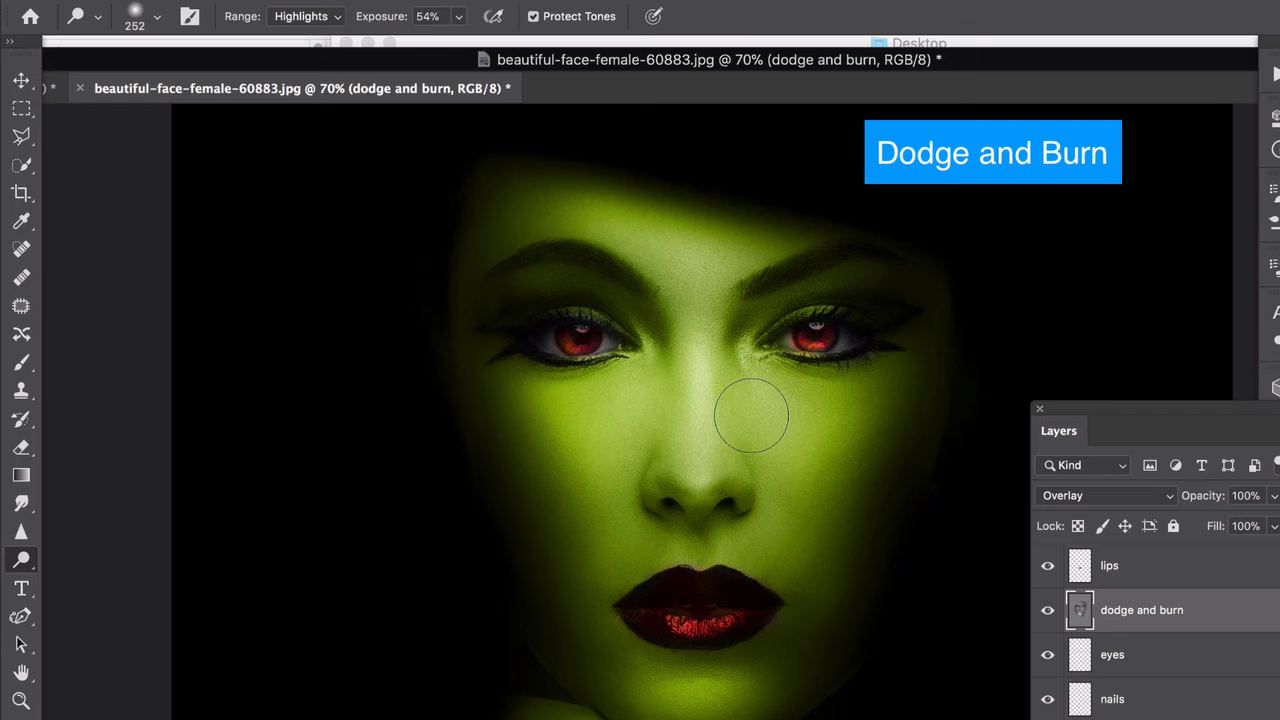 252
Range: Highlights Exposure: 54% Protect Tones
Desktop
beautiful-face-female-60883.jpg @ 70% (dodge and burn, RGB/8) *
) * × beautiful-face-female-60883.jpg @ 70% (dodge and burn, RGB/8) *
Dodge and Burn
Layers
Kind
Overlay Opacity: 100%
Lock: Fill: 100%
lips
dodge and burn
eyes
nails